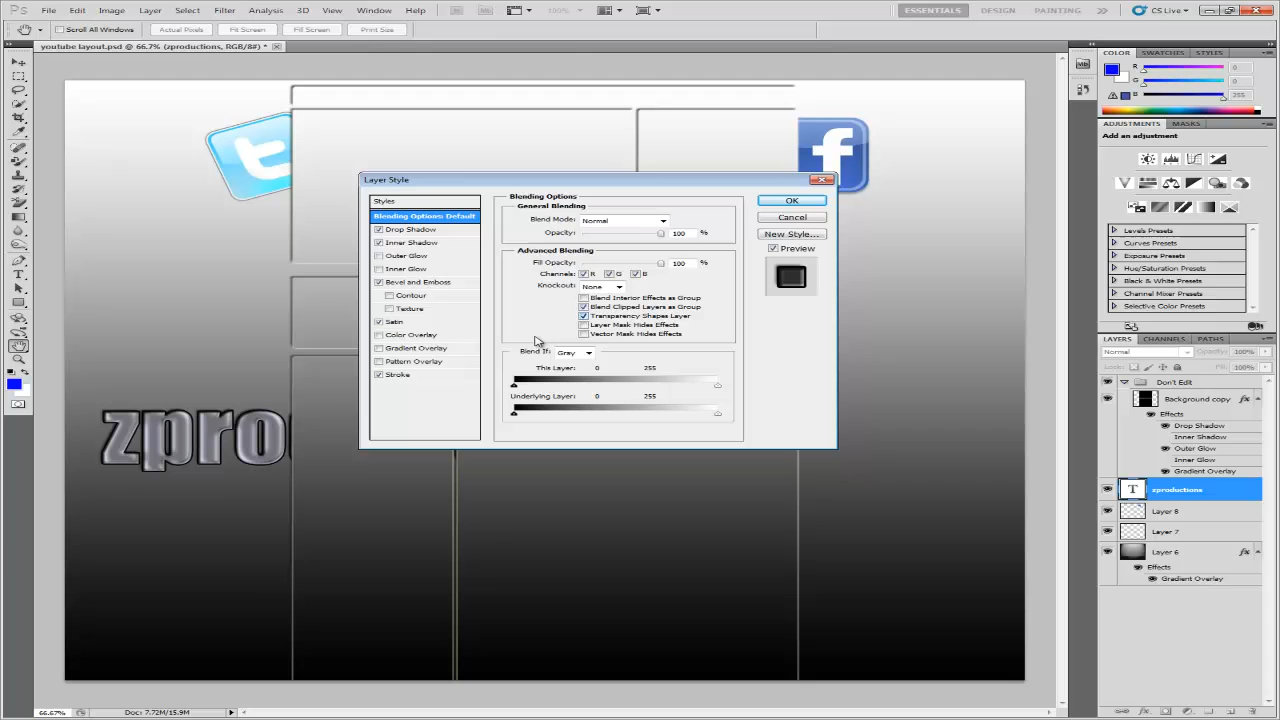 PS File Edit Image Layer Select Filter Analysis 3D View Window Help 100% ESSENTIALS DESIGN PAINTING CS Live
Scroll All Windows Actual Pixels Fit Screen Fill Screen Print Size
youtube layout.psd @ 66.7% (zproductions, RGB/8#) *
COLOR SWATCHES STYLES
R 0
G 0
B 255
ADJUSTMENTS MASKS
Add an adjustment
Levels Presets
Curves Presets
Exposure Presets
Hue/Saturation Presets
Black & White Presets
Channel Mixer Presets
Selective Color Presets
LAYERS CHANNELS PATHS
Normal Opacity: 100%
Lock: Fill: 100%
Don't Edit
Background copy fx
Effects
Drop Shadow
Inner Shadow
Outer Glow
Inner Glow
Gradient Overlay
T zproductions
Layer 8
Layer 7
Layer 6 fx
Effects
Gradient Overlay
t
f
zpro
Layer Style
Styles
Blending Options: Default
Drop Shadow
Inner Shadow
Outer Glow
Inner Glow
Bevel and Emboss
Contour
Texture
Satin
Color Overlay
Gradient Overlay
Pattern Overlay
Stroke
Blending Options
General Blending
Blend Mode: Normal
Opacity: 100 %
Advanced Blending
Fill Opacity: 100 %
Channels: R G B
Knockout: None
Blend Interior Effects as Group
Blend Clipped Layers as Group
Transparency Shapes Layer
Layer Mask Hides Effects
Vector Mask Hides Effects
Blend If: Gray
This Layer: 0 255
Underlying Layer: 0 255
OK
Cancel
New Style...
Preview
66.67% Doc: 7.72M/15.9M